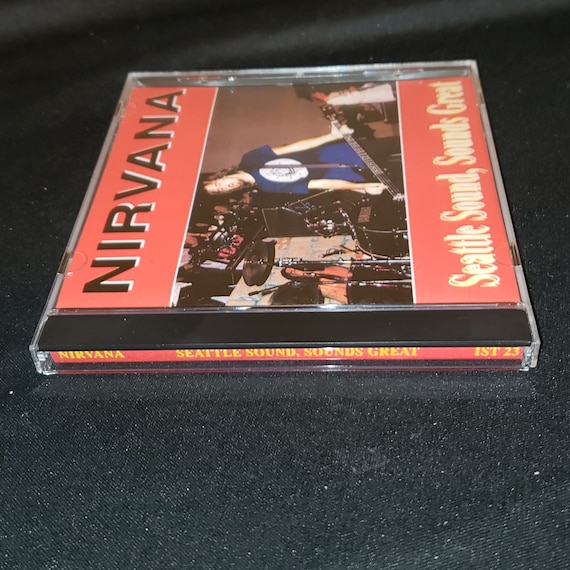 NIRVANA
Seattle Sound, Sounds Great
NIRVANA SEATTLE SOUND, SOUNDS GREAT IST 23